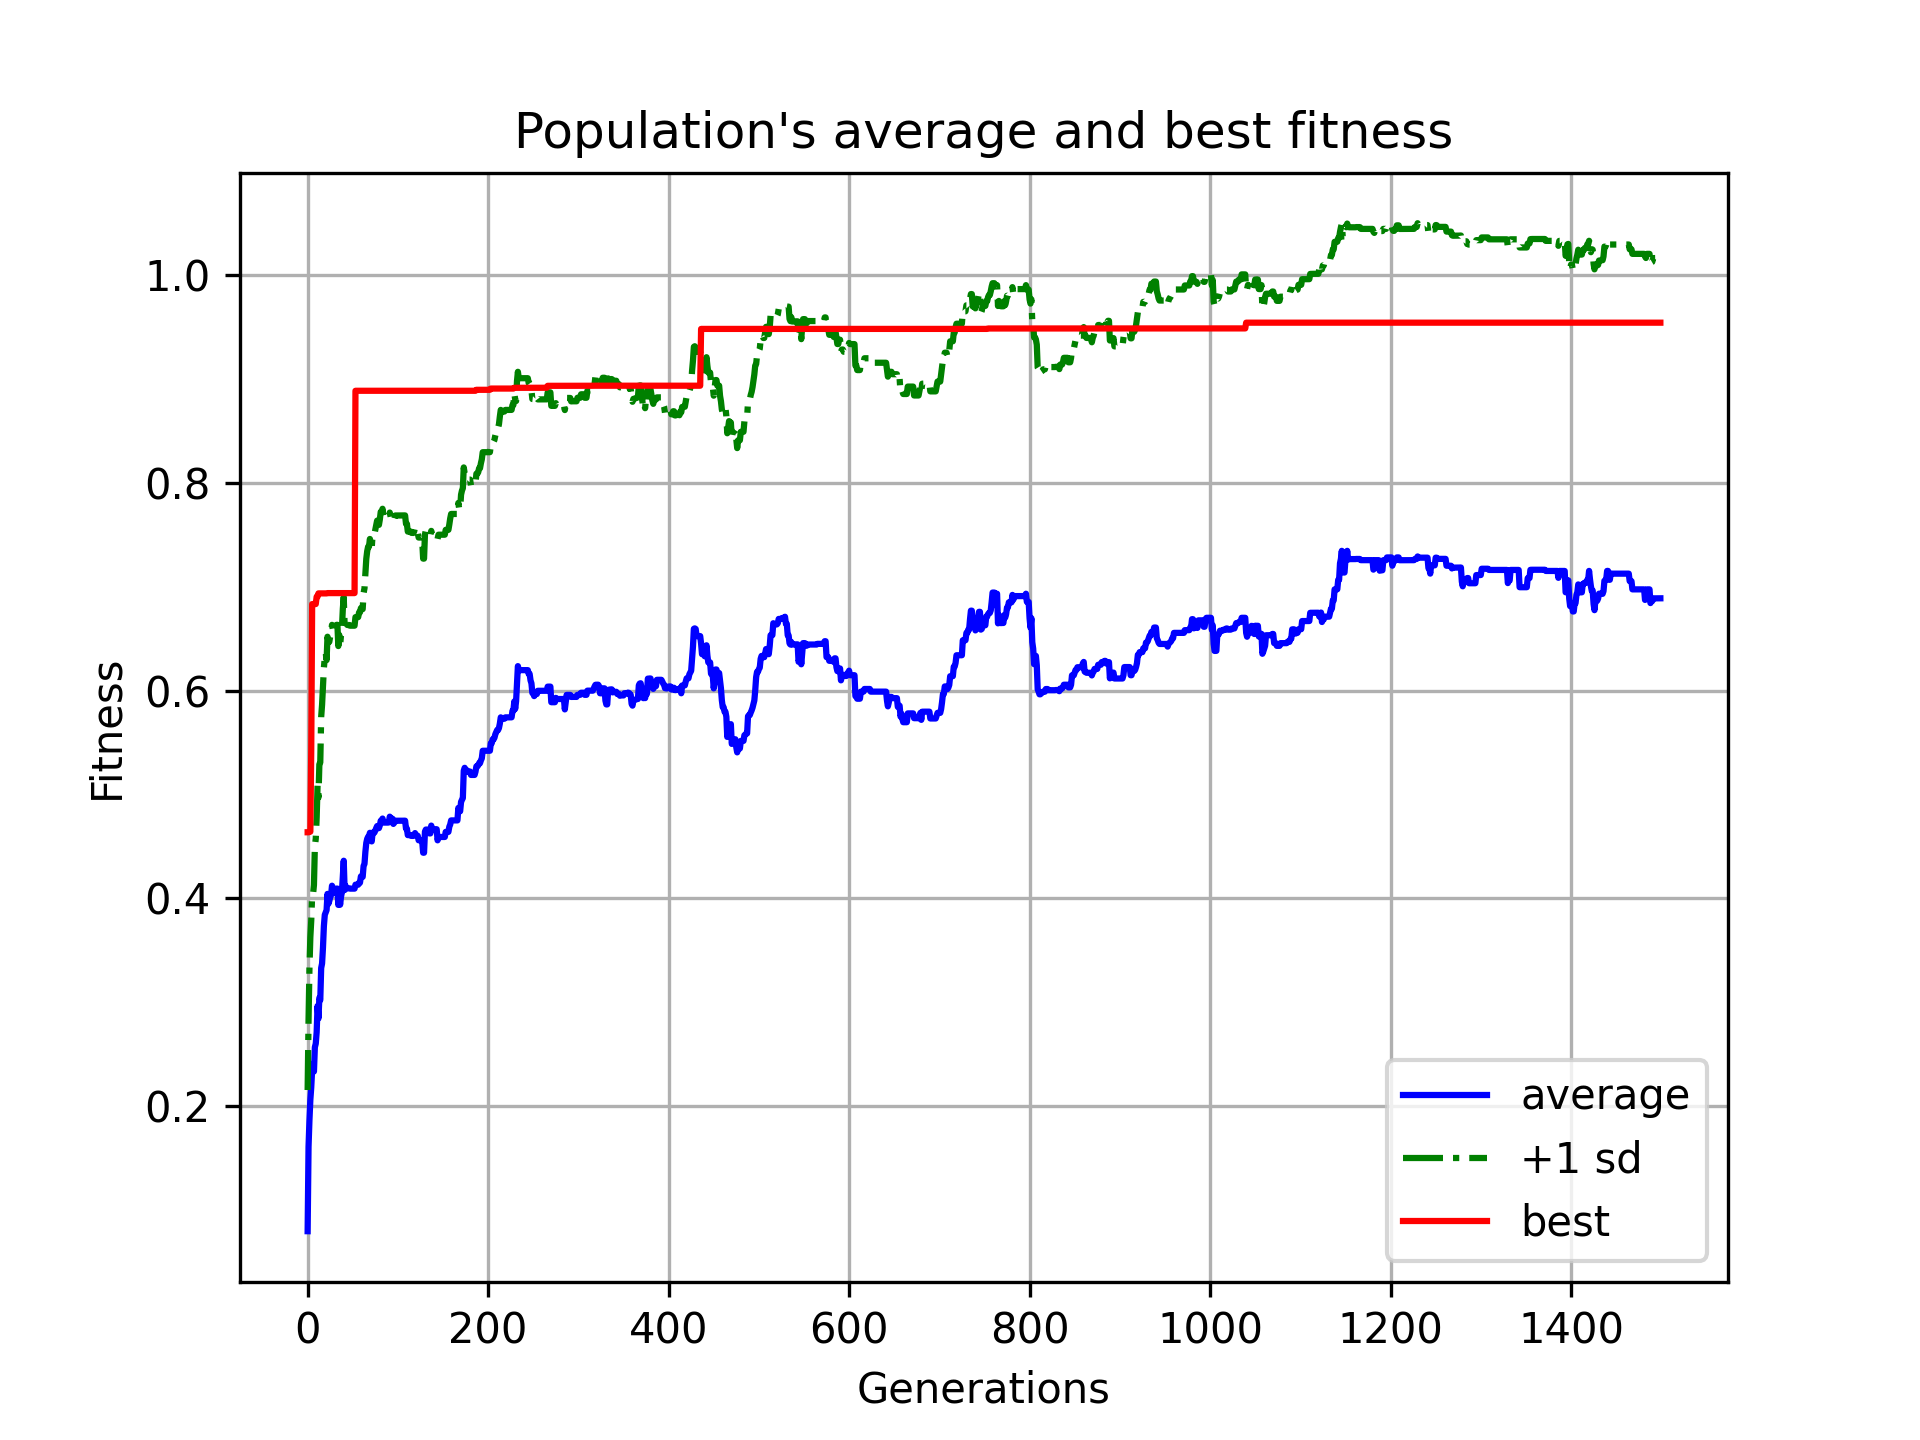 Population's average and best fitness
1.0
0.8
0.6
0.4
0.2
Fitness
0 200 400 600 800 1000 1200 1400
Generations
average
+1 sd
best